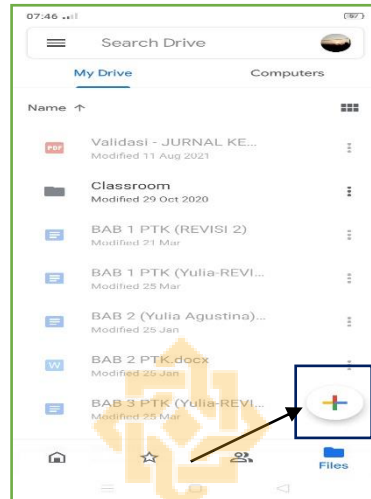 07:46
Search Drive
My Drive Computers
Name ↑
PDF Validasi - JURNAL KE...
Modified 11 Aug 2021
Classroom
Modified 29 Oct 2020
BAB 1 PTK (REVISI 2)
Modified 21 Mar
BAB 1 PTK (Yulia-REVI...
Modified 25 Mar
BAB 2 (Yulia Agustina)...
Modified 25 Jan
W BAB 2 PTK.docx
Modified 25 Jan
BAB 3 PTK (Yulia-REVI...
Modified 25 Mar
Files